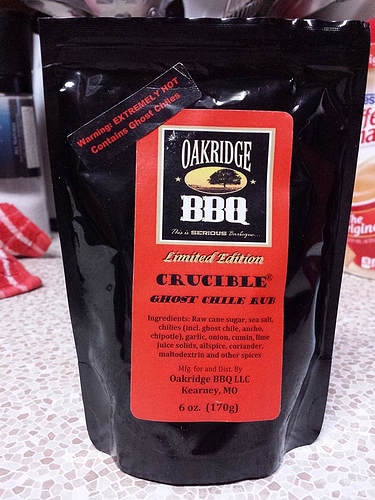 Warning: EXTREMELY HOT
Contains Ghost Chiles
OAKRIDGE
BBQ
This is SERIOUS Barbeque...
Limited Edition
CRUCIBLE®
GHOST CHILE RUB
Ingredients: Raw cane sugar, sea salt,
chilies (incl. ghost chile, ancho,
chipotle), garlic, onion, cumin, lime
juice solids, allspice, coriander,
maltodextrin and other spices
Mfg. for and Dist. By
Oakridge BBQ LLC
Kearney, MO
6 oz. (170g)